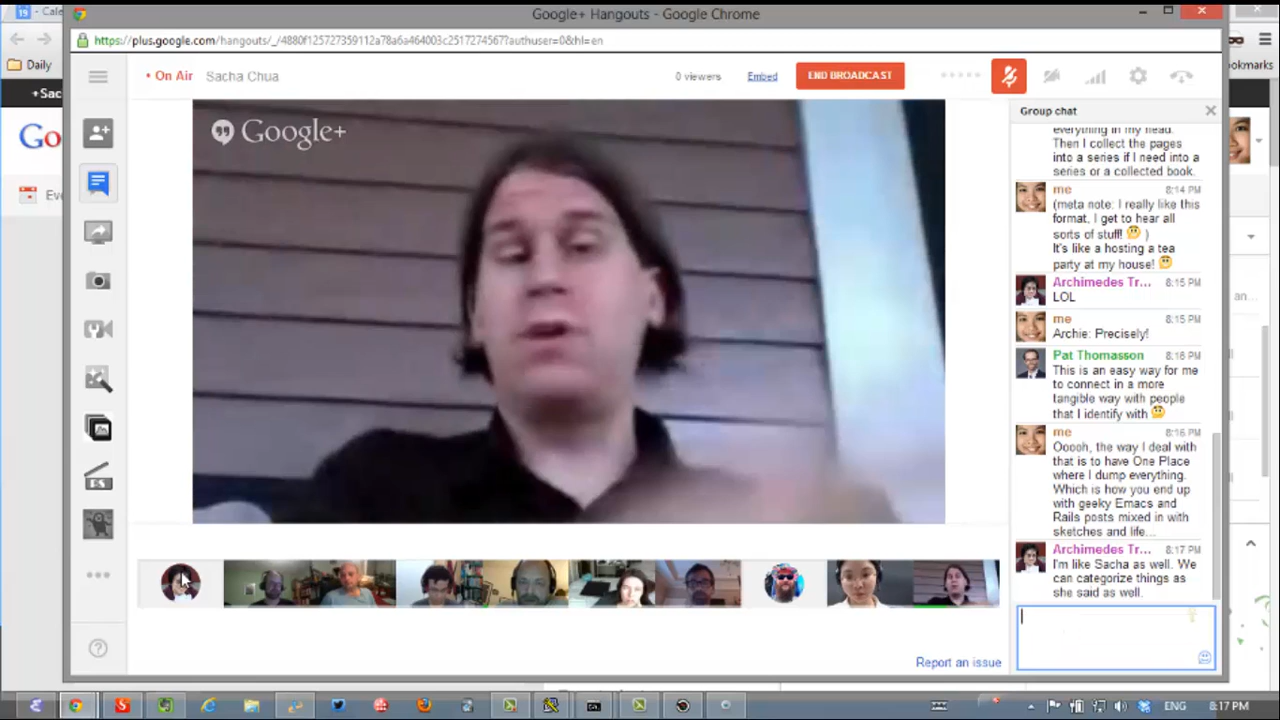 Google+ Hangouts - Google Chrome
19
Cale
https://plus.google.com/hangouts/_/4880f125727359112a78a6a464003c2517274567?authuser=0&hl=en
Daily
ookmarks
+Sac
• On Air Sacha Chua
0 viewers
Embed
END BROADCAST
Go
Google+
Eve
Group chat
everything in my head.
Then I collect the pages
into a series if I need into a
series or a collected book.
me 8:14 PM
(meta note: I really like this
format, I get to hear all
sorts of stuff! )
It's like a hosting a tea
party at my house!
an...
Archimedes Tr... 8:15 PM
LOL
me 8:15 PM
Archie: Precisely!
Pat Thomasson 8:16 PM
This is an easy way for me
to connect in a more
tangible way with people
that I identify with
me 8:16 PM
Ooooh, the way I deal with
that is to have One Place
where I dump everything.
Which is how you end up
with geeky Emacs and
Rails posts mixed in with
sketches and life...
Archimedes Tr... 8:17 PM
I'm like Sacha as well. We
can categorize things as
she said as well.
Report an issue
ENG
8:17 PM